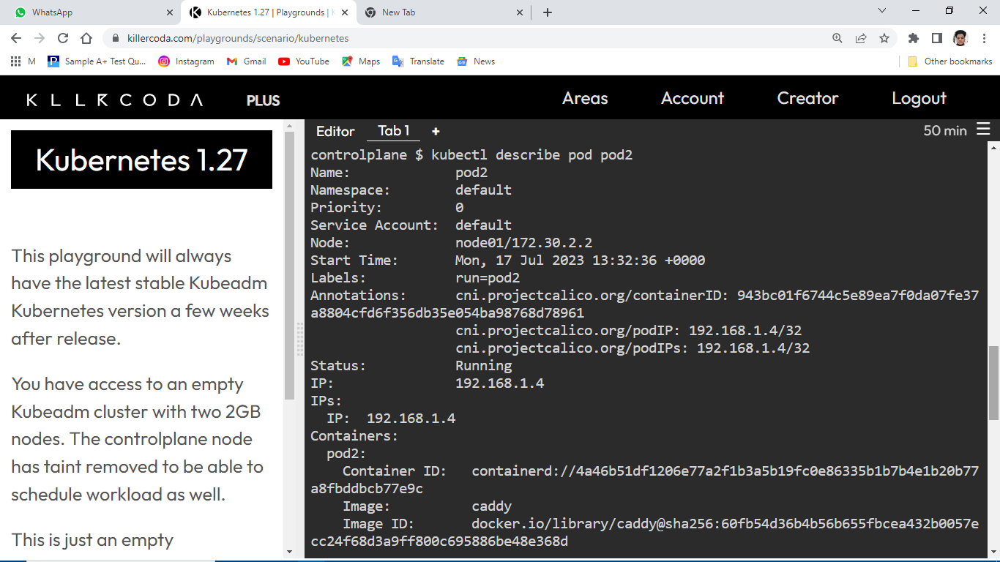 WhatsApp
Kubernetes 1.27 | Playgrounds |
New Tab
killercoda.com/playgrounds/scenario/kubernetes
M Sample A+ Test Qu... Instagram Gmail YouTube Maps Translate News Other bookmarks
KILLERCODA PLUS Areas Account Creator Logout
Kubernetes 1.27
This playground will always
have the latest stable Kubeadm
Kubernetes version a few weeks
after release.
You have access to an empty
Kubeadm cluster with two 2GB
nodes. The controlplane node
has taint removed to be able to
schedule workload as well.
This is just an empty
Editor Tab 1 + 50 min
controlplane $ kubectl describe pod pod2
Name: pod2
Namespace: default
Priority: 0
Service Account: default
Node: node01/172.30.2.2
Start Time: Mon, 17 Jul 2023 13:32:36 +0000
Labels: run=pod2
Annotations: cni.projectcalico.org/containerID: 943bc01f6744c5e89ea7f0da07fe37
a8804cfd6f356db35e054ba98768d78961
cni.projectcalico.org/podIP: 192.168.1.4/32
cni.projectcalico.org/podIPs: 192.168.1.4/32
Status: Running
IP: 192.168.1.4
IPs:
IP: 192.168.1.4
Containers:
pod2:
Container ID: containerd://4a46b51df1206e77a2f1b3a5b19fc0e86335b1b7b4e1b20b77
a8fbddbcb77e9c
Image: caddy
Image ID: docker.io/library/caddy@sha256:60fb54d36b4b56b655fbcea432b0057e
cc24f68d3a9ff800c695886be48e368d